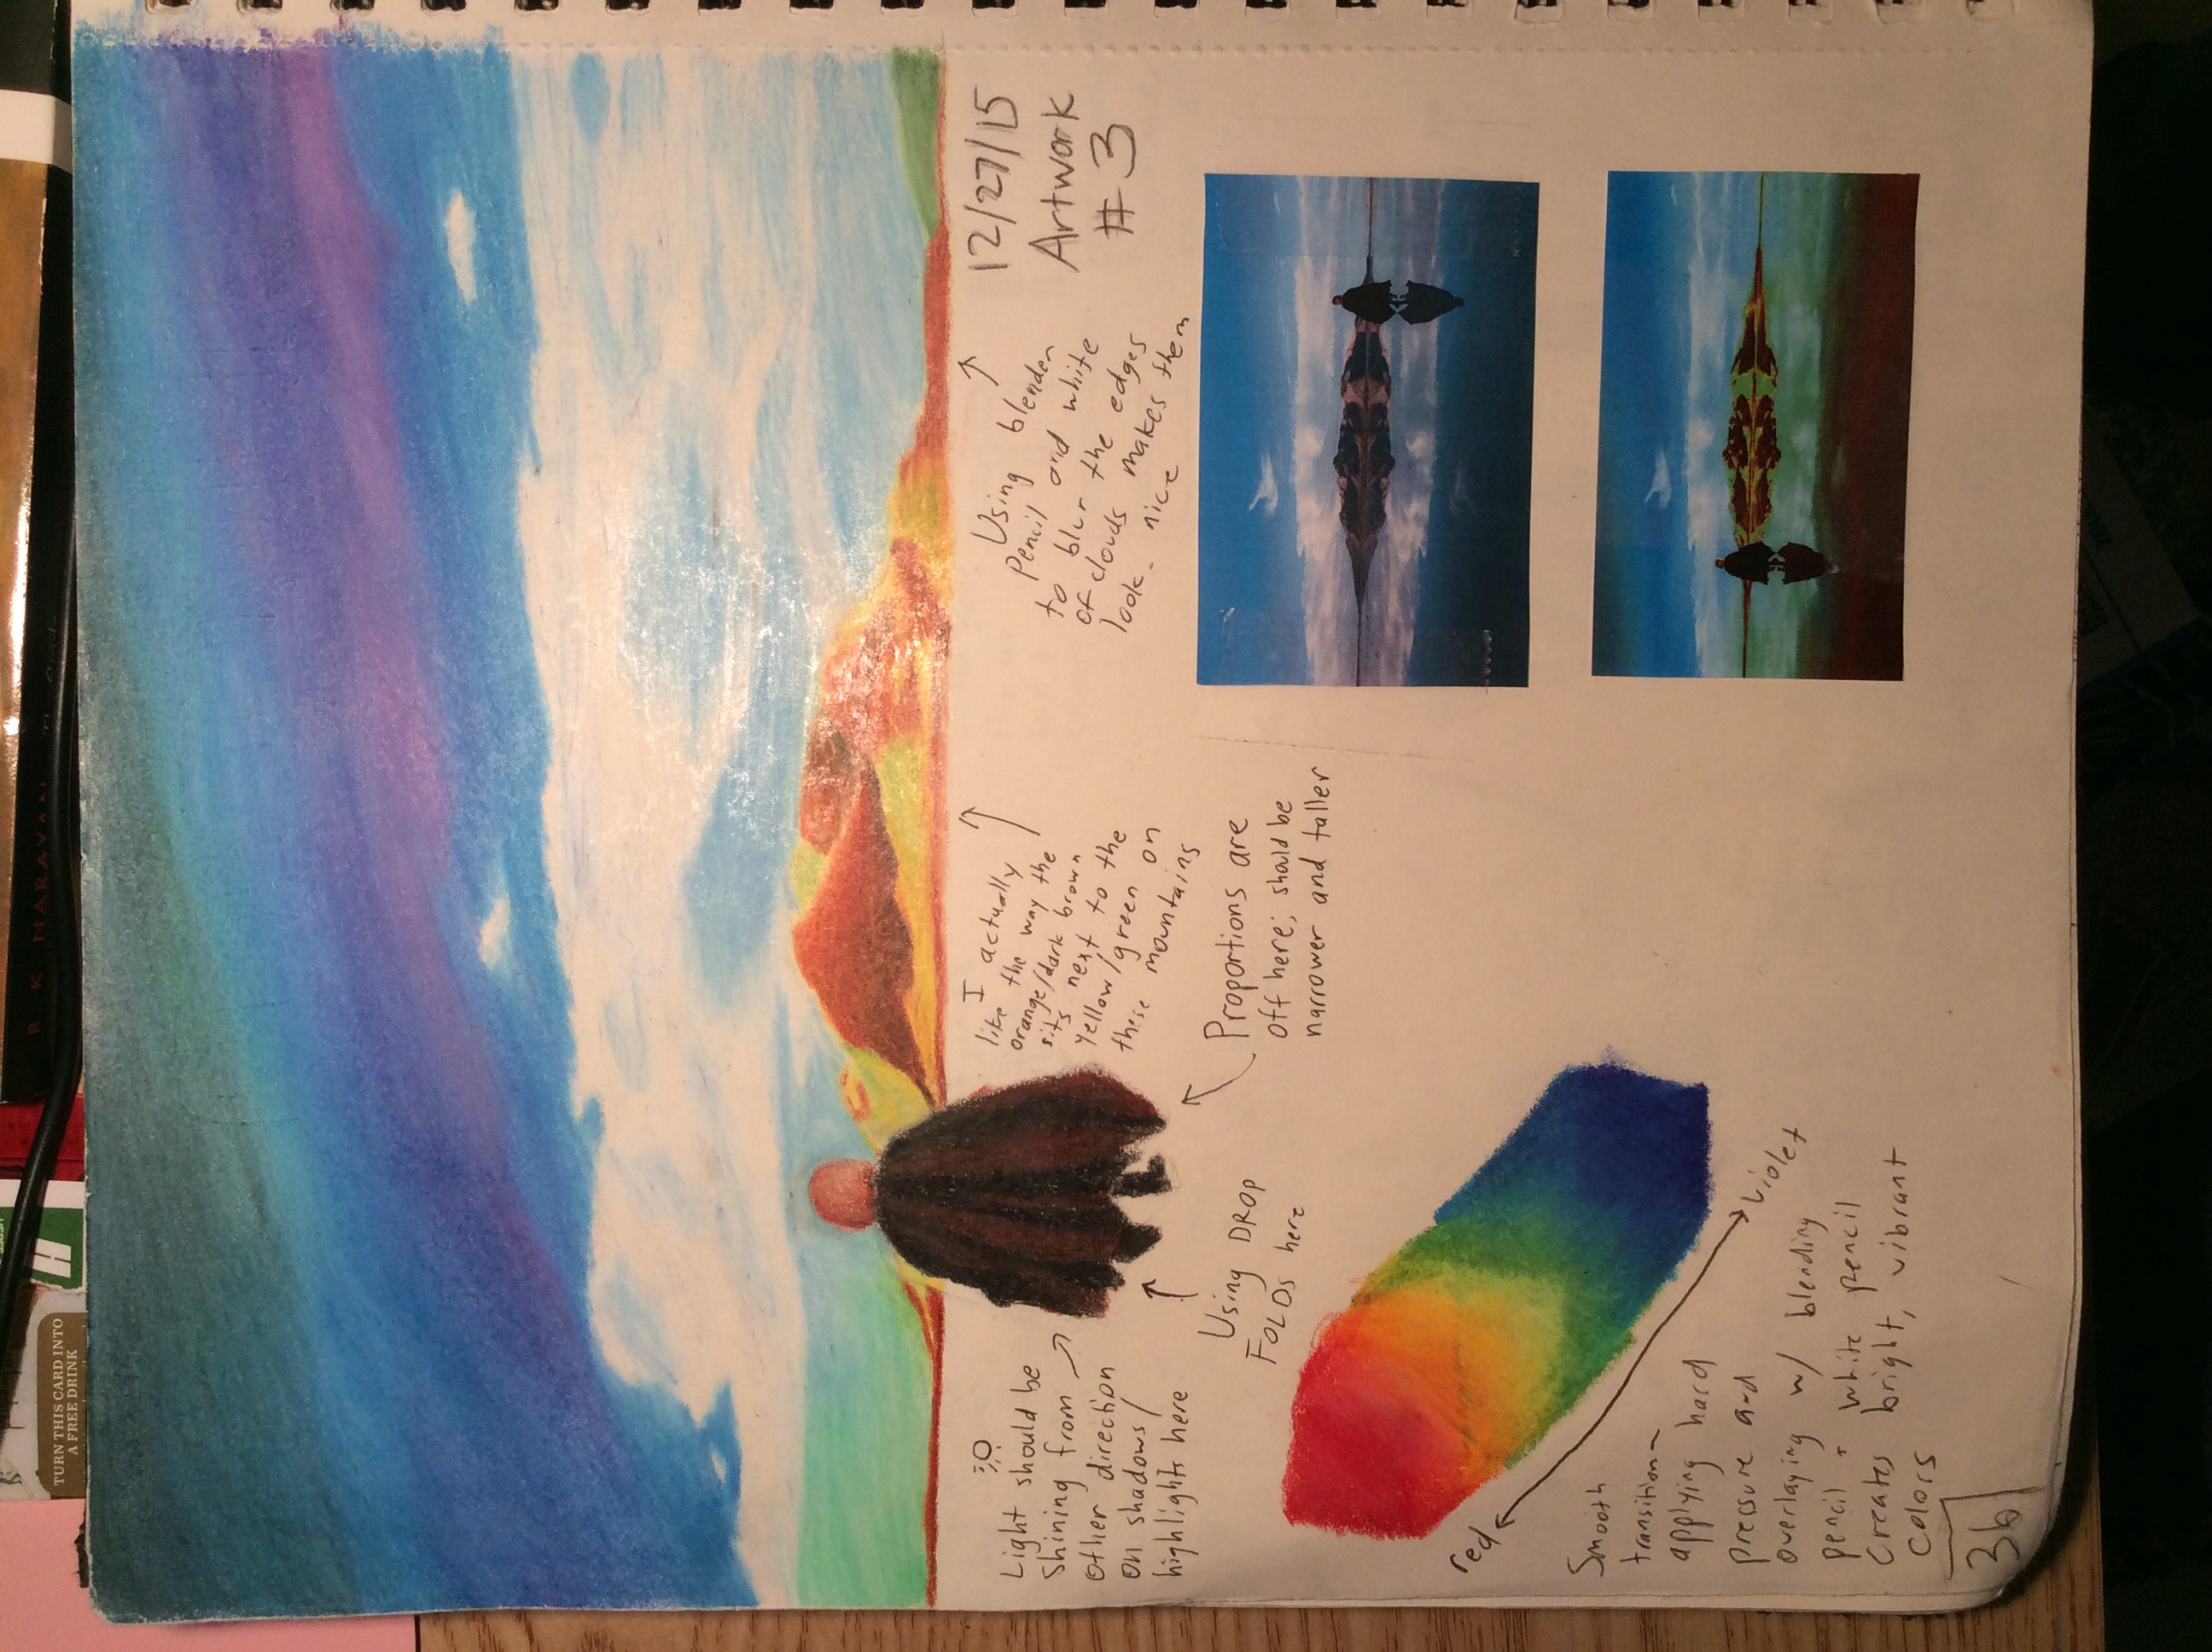 12/27/15
Artwork
#3
Using blender
pencil and white
to blur the edges
of clouds makes them
look nice
I actually
like the way the
orange/dark brown
sits next to the
yellow/green on
these mountains
Proportions are
off here; should be
narrower and taller
Light should be
shining from
other direction
on shadows/
highlights here
Using DROP
FOLDS here
red
violet
Smooth
transition-
applying hard
pressure and
overlaying w/ blending
pencil + white pencil
creates bright, vibrant
colors
36
R K NARAYAN
TURN THIS CARD INTO
A FREE DRINK